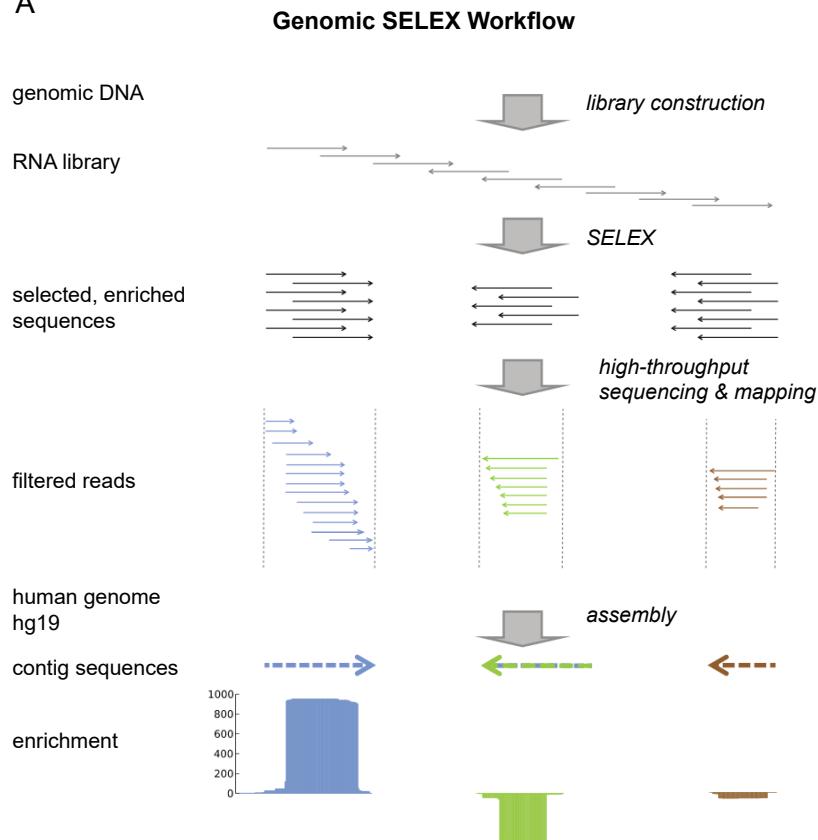 A
Genomic SELEX Workflow
genomic DNA
library construction
RNA library
SELEX
selected, enriched
sequences
high-throughput
sequencing & mapping
filtered reads
human genome
hg19
assembly
contig sequences
enrichment
1000
800
600
400
200
0